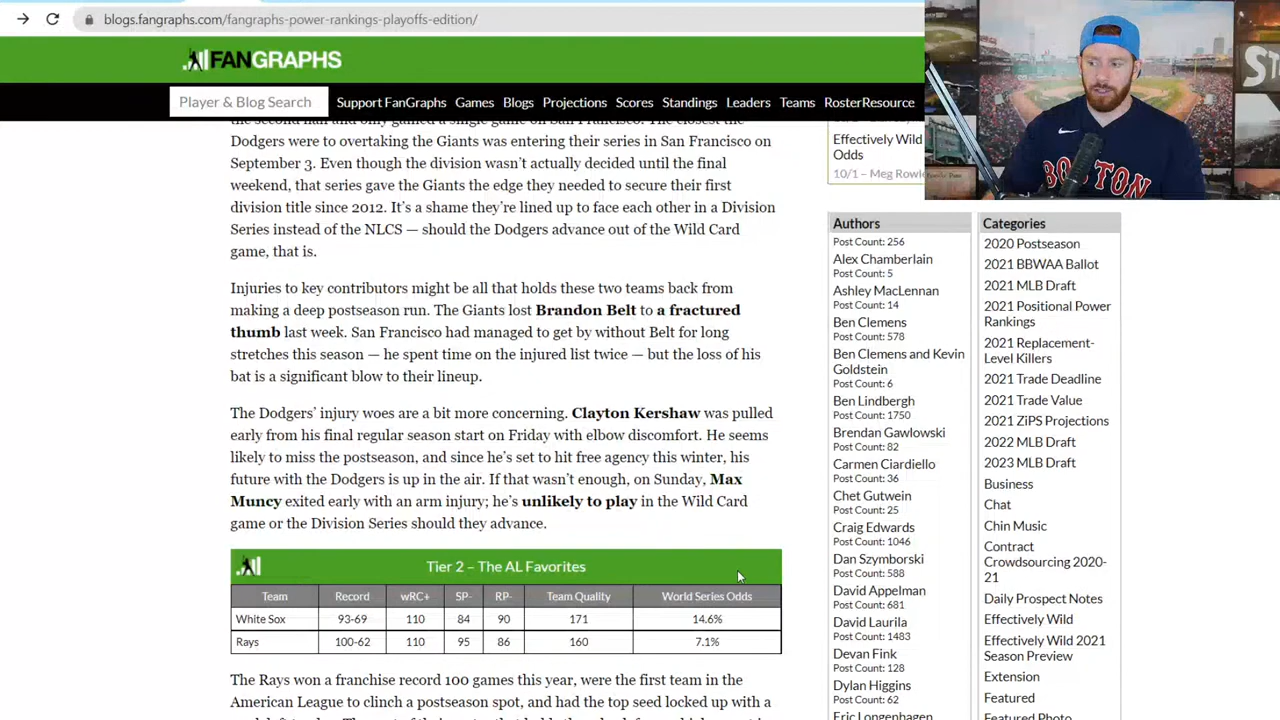 blogs.fangraphs.com/fangraphs-power-rankings-playoffs-edition/
FANGRAPHS
Player & Blog Search
Support FanGraphs
Games
Blogs
Projections
Scores
Standings
Leaders
Teams
RosterResource
the second half and only gained a single game on San Francisco. The closest the
Dodgers were to overtaking the Giants was entering their series in San Francisco on
September 3. Even though the division wasn’t actually decided until the final
weekend, that series gave the Giants the edge they needed to secure their first
division title since 2012. It’s a shame they’re lined up to face each other in a Division
Series instead of the NLCS — should the Dodgers advance out of the Wild Card
game, that is.
Injuries to key contributors might be all that holds these two teams back from
making a deep postseason run. The Giants lost Brandon Belt to a fractured
thumb last week. San Francisco had managed to get by without Belt for long
stretches this season — he spent time on the injured list twice — but the loss of his
bat is a significant blow to their lineup.
The Dodgers’ injury woes are a bit more concerning. Clayton Kershaw was pulled
early from his final regular season start on Friday with elbow discomfort. He seems
likely to miss the postseason, and since he’s set to hit free agency this winter, his
future with the Dodgers is up in the air. If that wasn’t enough, on Sunday, Max
Muncy exited early with an arm injury; he’s unlikely to play in the Wild Card
game or the Division Series should they advance.
Tier 2 – The AL Favorites
Team Record wRC+ SP- RP- Team Quality World Series Odds
White Sox 93-69 110 84 90 171 14.6%
Rays 100-62 110 95 86 160 7.1%
The Rays won a franchise record 100 games this year, were the first team in the
American League to clinch a postseason spot, and had the top seed locked up with a
Effectively Wild
Odds
10/1 – Meg Rowle
Authors
Post Count: 256
Alex Chamberlain
Post Count: 5
Ashley MacLennan
Post Count: 14
Ben Clemens
Post Count: 578
Ben Clemens and Kevin
Goldstein
Post Count: 6
Ben Lindbergh
Post Count: 1750
Brendan Gawlowski
Post Count: 82
Carmen Ciardiello
Post Count: 36
Chet Gutwein
Post Count: 25
Craig Edwards
Post Count: 1046
Dan Szymborski
Post Count: 588
David Appelman
Post Count: 681
David Laurila
Post Count: 1483
Devan Fink
Post Count: 128
Dylan Higgins
Post Count: 62
Eric Longenhagen
Categories
2020 Postseason
2021 BBWAA Ballot
2021 MLB Draft
2021 Positional Power
Rankings
2021 Replacement-
Level Killers
2021 Trade Deadline
2021 Trade Value
2021 ZiPS Projections
2022 MLB Draft
2023 MLB Draft
Business
Chat
Chin Music
Contract
Crowdsourcing 2020-
21
Daily Prospect Notes
Effectively Wild
Effectively Wild 2021
Season Preview
Extension
Featured
Featured Photo
BOSTON